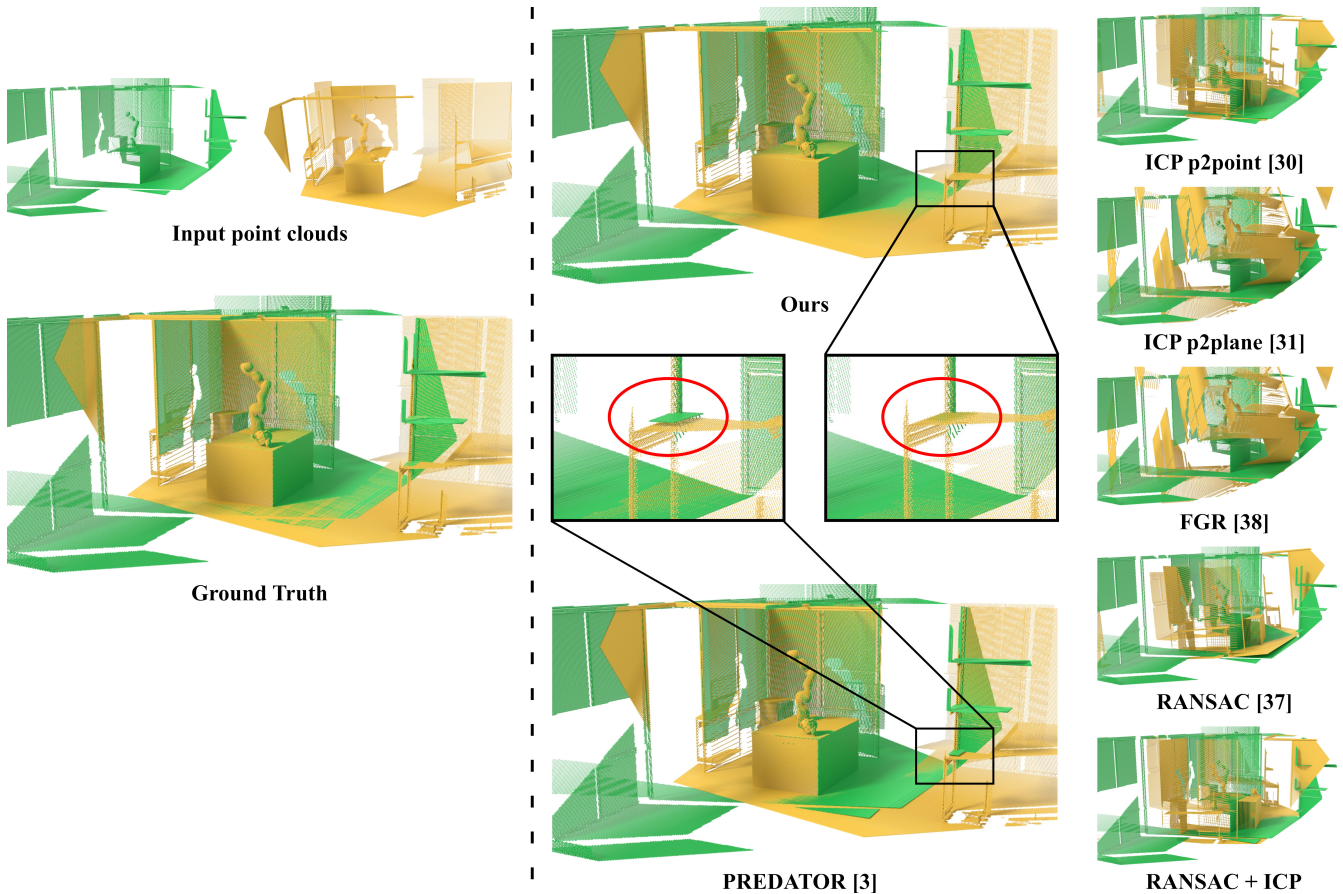 Input point clouds
Ground Truth
Ours
PREDATOR [3]
ICP p2point [30]
ICP p2plane [31]
FGR [38]
RANSAC [37]
RANSAC + ICP